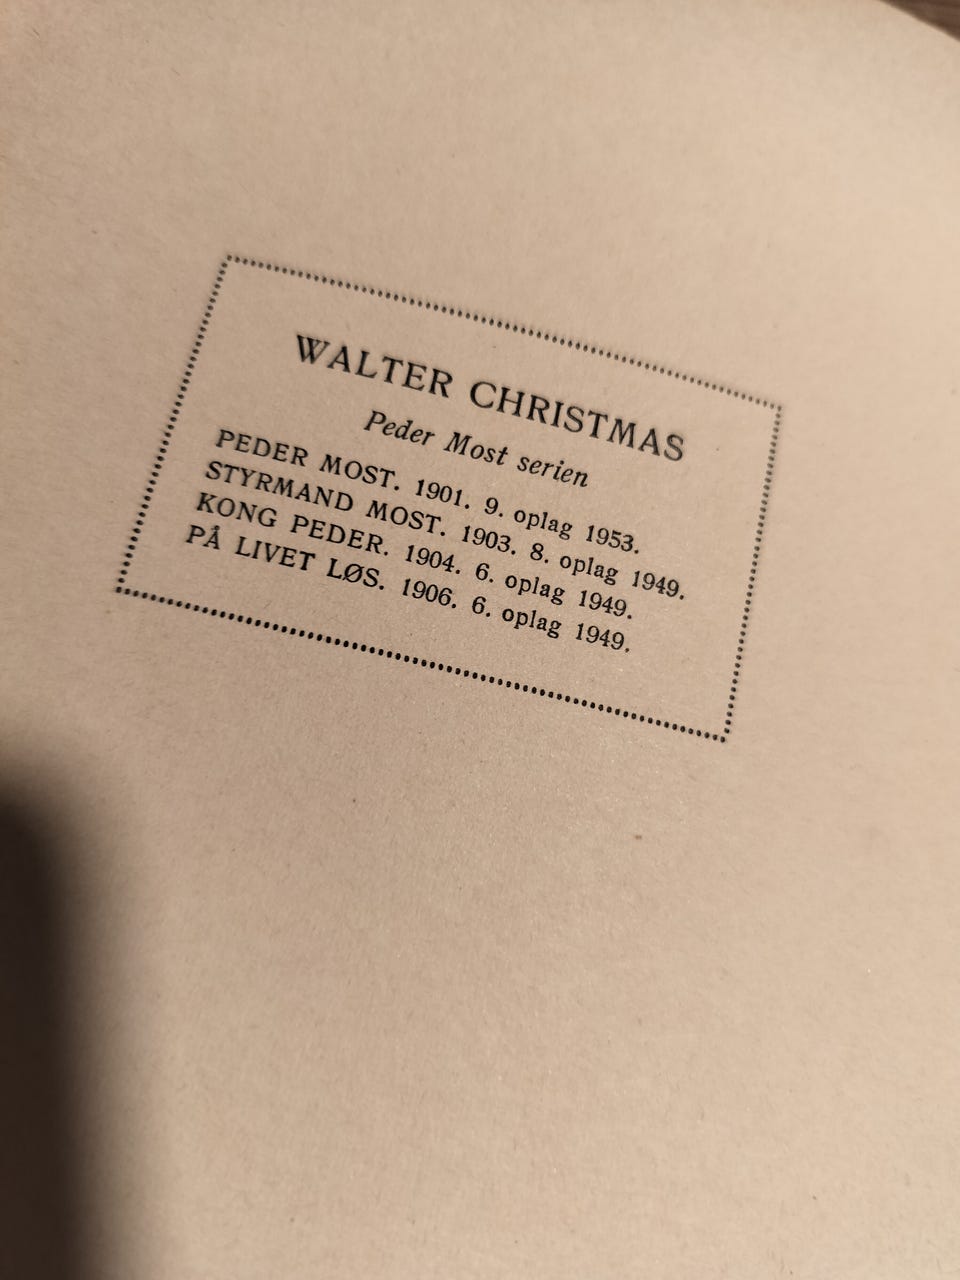 WALTER CHRISTMAS
Peder Most serien
PEDER MOST. 1901. 9. oplag 1953.
STYRMAND MOST. 1903. 8. oplag 1949.
KONG PEDER. 1904. 6. oplag 1949.
PÅ LIVET LØS. 1906. 6. oplag 1949.